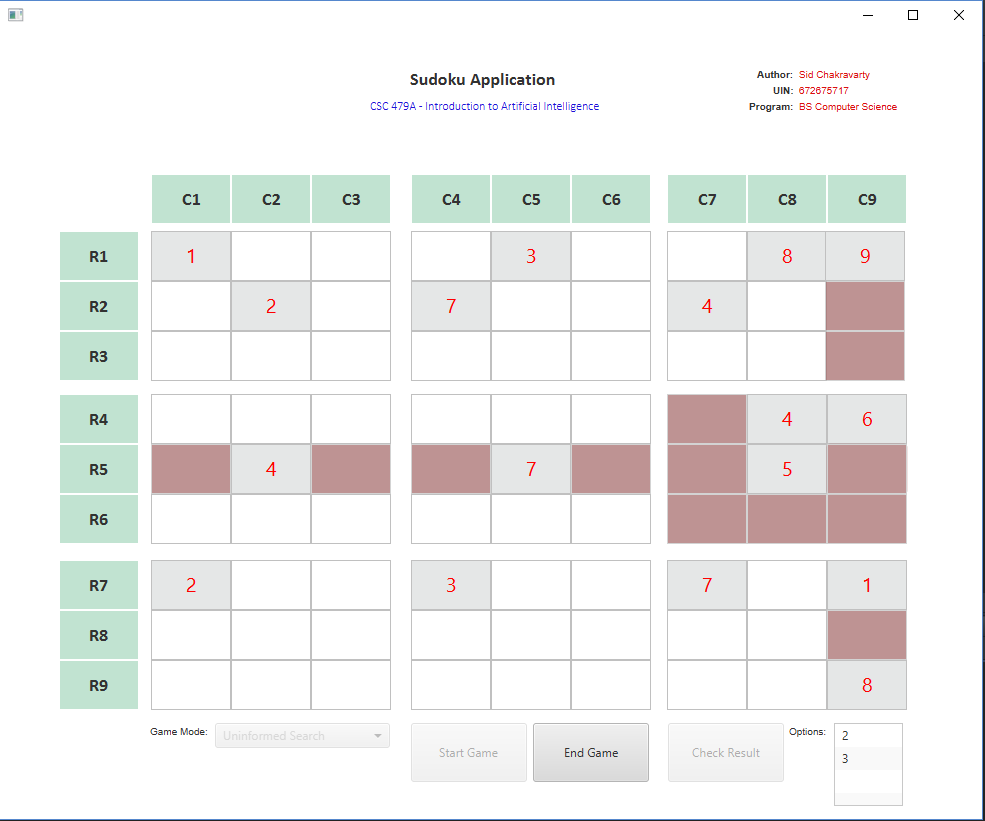 Sudoku Application
CSC 479A - Introduction to Artificial Intelligence
Author: Sid Chakravarty
UIN: 672675717
Program: BS Computer Science
C1 C2 C3 C4 C5 C6 C7 C8 C9
R1 1 3 8 9
R2 2 7 4
R3
R4 4 6
R5 4 7 5
R6
R7 2 3 7 1
R8
R9 8
Game Mode: Uninformed Search Start Game End Game Check Result Options: 2
3